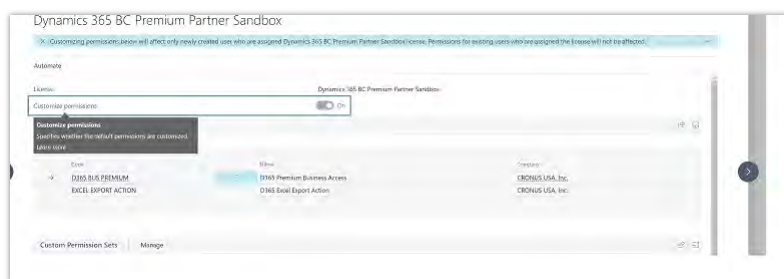 Dynamics 365 BC Premium Partner Sandbox
Customizing permissions below will affect only newly created user who are assigned Dynamics 365 BC Premium Partner Sandbox license. Permissions for existing users who are assigned the license will not be affected.
Automate
License Dynamics 365 BC Premium Partner Sandbox
Customize permissions On
Customize permissions
Specifies whether the default permissions are customized.
Learn more
Code Name Company
D365 BUS PREMIUM D365 Premium Business Access CRONUS USA, Inc.
EXCEL EXPORT ACTION D365 Excel Export Action CRONUS USA, Inc.
Custom Permission Sets Manage